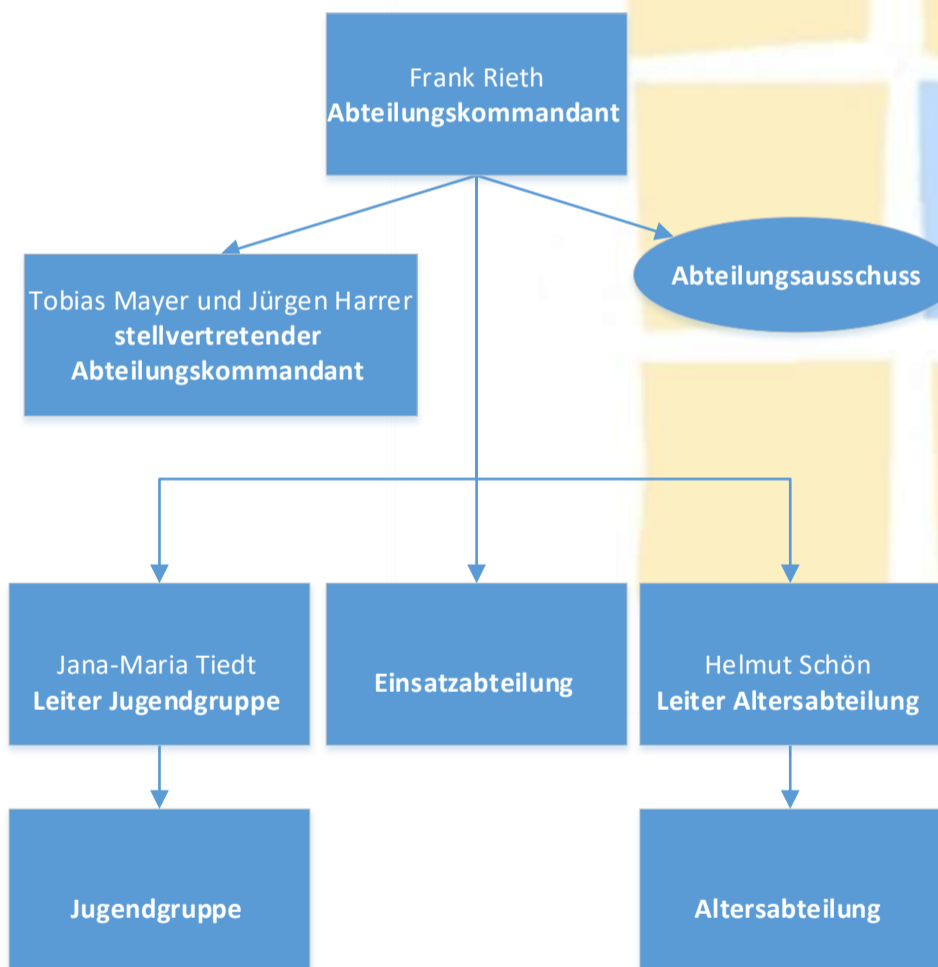 Frank Rieth
Abteilungskommandant
Abteilungsausschuss
Tobias Mayer und Jürgen Harrer
stellvertretender
Abteilungskommandant
Jana-Maria Tiedt
Leiter Jugendgruppe
Einsatzabteilung
Helmut Schön
Leiter Altersabteilung
Jugendgruppe
Altersabteilung